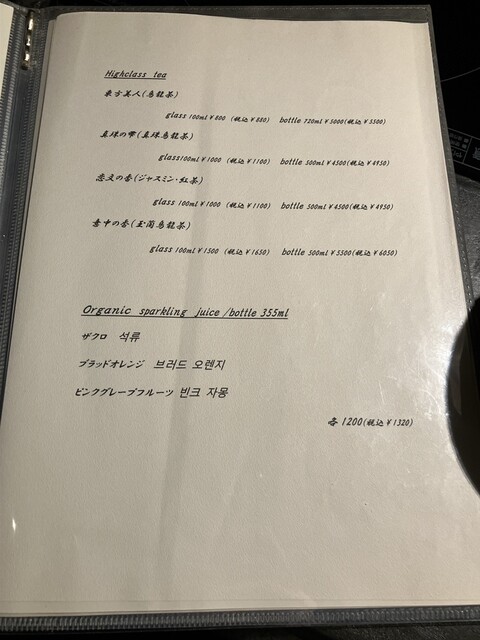 Highclass tea
東方美人(烏龍茶)
glass 100ml ¥800 (税込 ¥880) bottle 720ml ¥5000(税込 ¥5500)
真珠の雫(真珠烏龍茶)
glass100ml ¥1000 (税込 ¥1100) bottle 500ml ¥4500(税込 ¥4950)
恋文の香(ジャスミン・紅茶)
glass 100ml ¥1000 (税込 ¥1100) bottle 500ml ¥4500(税込 ¥4950)
意中の香(玉蘭烏龍茶)
glass 100ml ¥1500 (税込 ¥1650) bottle 500ml ¥5500(税込 ¥6050)
Organic sparkling juice /bottle 355ml
ザクロ 석류
ブラッドオレンジ 브러드 오렌지
ピンクグレープフルーツ 빈크 자몽
各 1200(税込 ¥1320)